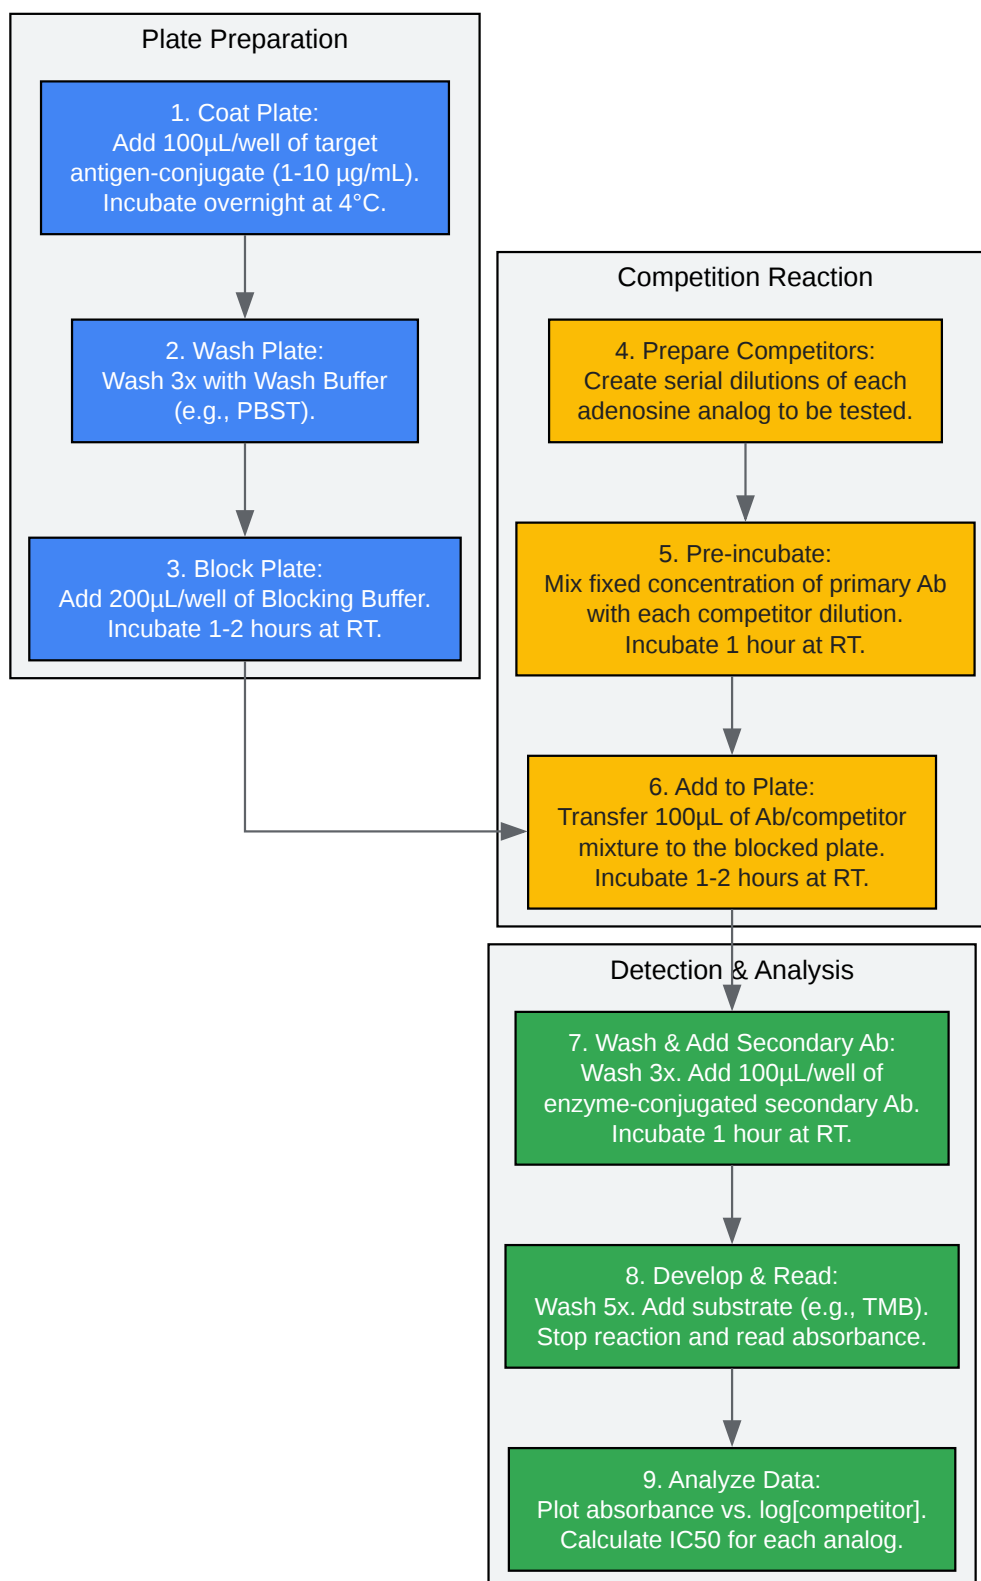 Plate Preparation
1. Coat Plate:
Add 100µL/well of target
antigen-conjugate (1-10 µg/mL).
Incubate overnight at 4°C.
2. Wash Plate:
Wash 3x with Wash Buffer
(e.g., PBST).
3. Block Plate:
Add 200µL/well of Blocking Buffer.
Incubate 1-2 hours at RT.
Competition Reaction
4. Prepare Competitors:
Create serial dilutions of each
adenosine analog to be tested.
5. Pre-incubate:
Mix fixed concentration of primary Ab
with each competitor dilution.
Incubate 1 hour at RT.
6. Add to Plate:
Transfer 100µL of Ab/competitor
mixture to the blocked plate.
Incubate 1-2 hours at RT.
Detection & Analysis
7. Wash & Add Secondary Ab:
Wash 3x. Add 100µL/well of
enzyme-conjugated secondary Ab.
Incubate 1 hour at RT.
8. Develop & Read:
Wash 5x. Add substrate (e.g., TMB).
Stop reaction and read absorbance.
9. Analyze Data:
Plot absorbance vs. log[competitor].
Calculate IC50 for each analog.